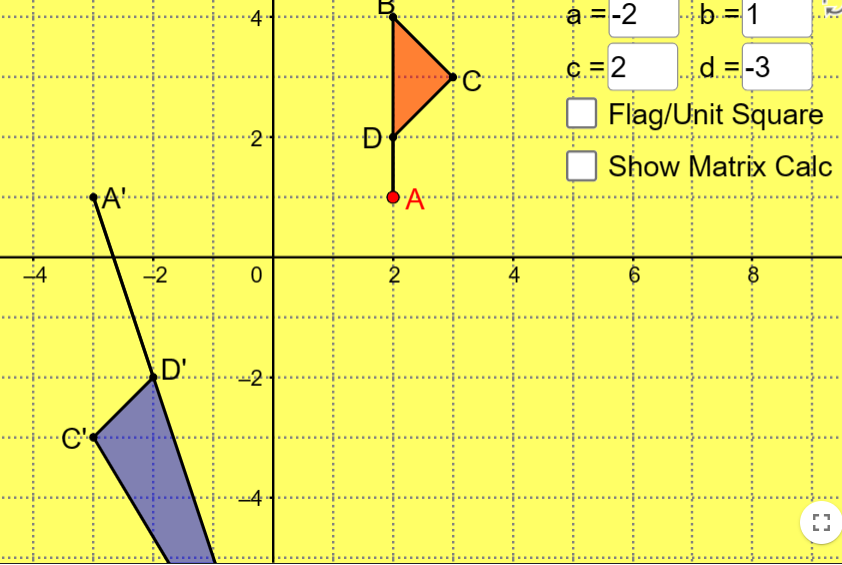 B
4
a = -2 b = 1
C
c = 2 d = -3
2
D
Flag/Unit Square
Show Matrix Calc
A'
A
–4 –2 0 2 4 6 8
D'
–2
C'
–4